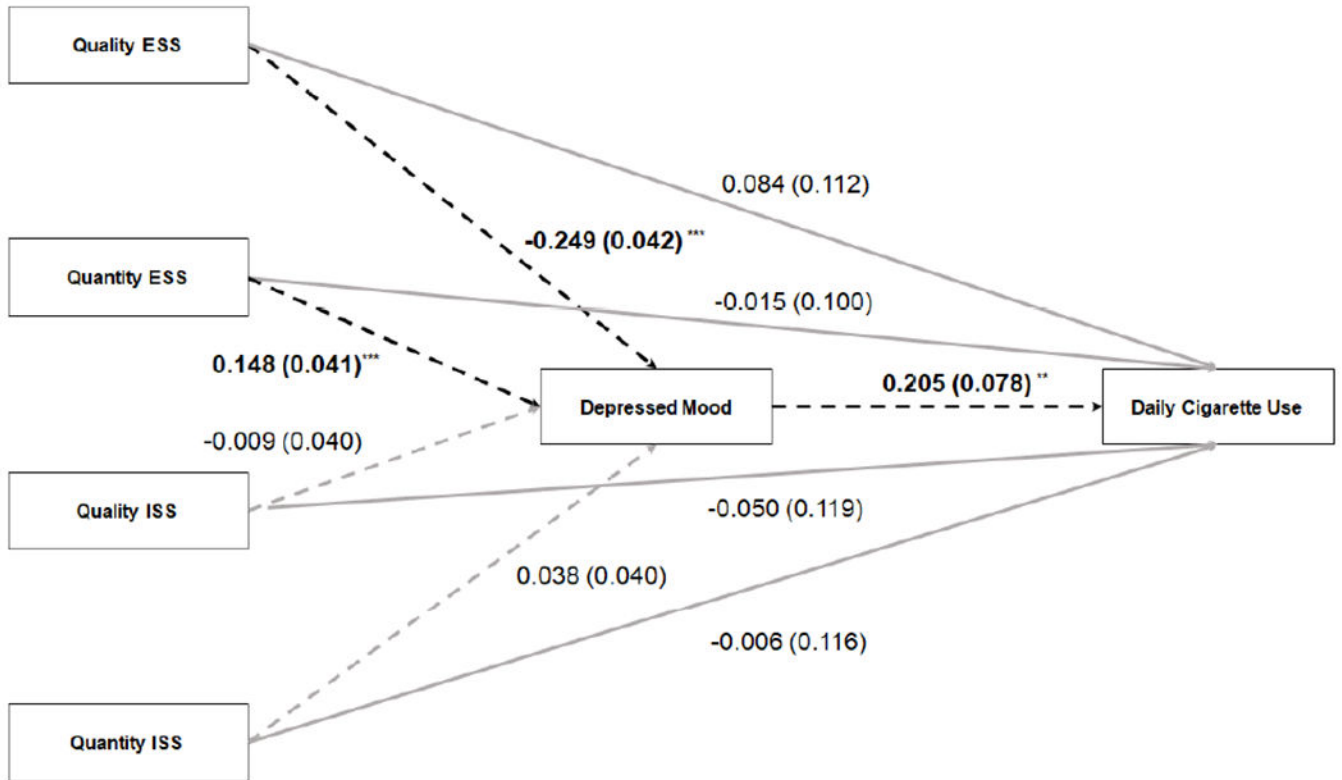 Quality ESS
0.084 (0.112)
-0.249 (0.042) ***
Quantity ESS
-0.015 (0.100)
0.148 (0.041)***
0.205 (0.078) **
Depressed Mood
Daily Cigarette Use
-0.009 (0.040)
Quality ISS
-0.050 (0.119)
0.038 (0.040)
-0.006 (0.116)
Quantity ISS